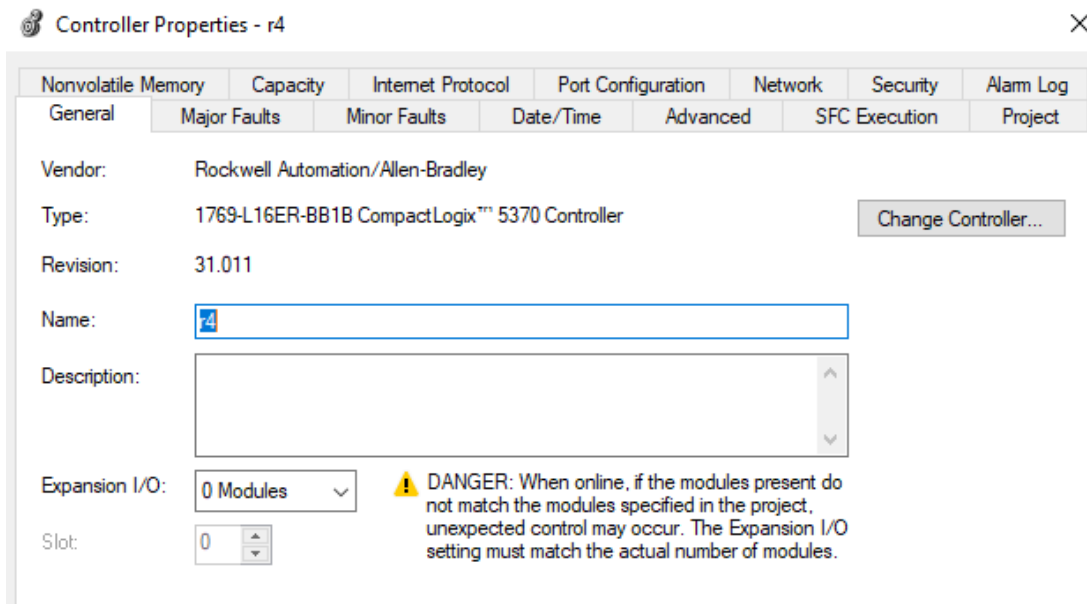 Controller Properties - r4
Nonvolatile Memory Capacity Internet Protocol Port Configuration Network Security Alarm Log
General Major Faults Minor Faults Date/Time Advanced SFC Execution Project
Vendor: Rockwell Automation/Allen-Bradley
Type: 1769-L16ER-BB1B CompactLogix™ 5370 Controller Change Controller...
Revision: 31.011
Name: r4
Description:
Expansion I/O: 0 Modules
DANGER: When online, if the modules present do
not match the modules specified in the project,
unexpected control may occur. The Expansion I/O
setting must match the actual number of modules.
Slot: 0